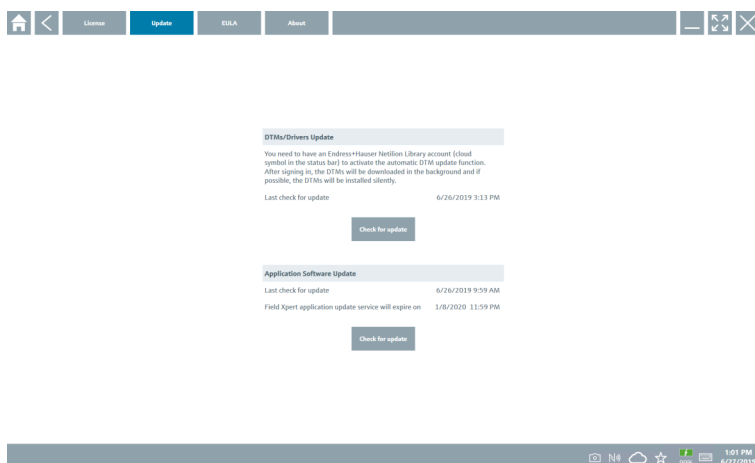 License Update EULA About
DTMs/Drivers Update
You need to have an Endress+Hauser Netilion Library account (cloud
symbol in the status bar) to activate the automatic DTM update function.
After signing in, the DTMs will be downloaded in the background and if
possible, the DTMs will be installed silently.
Last check for update 6/26/2019 3:13 PM
Check for update
Application Software Update
Last check for update 6/26/2019 9:59 AM
Field Xpert application update service will expire on 1/8/2020 11:59 PM
Check for update
1:01 PM